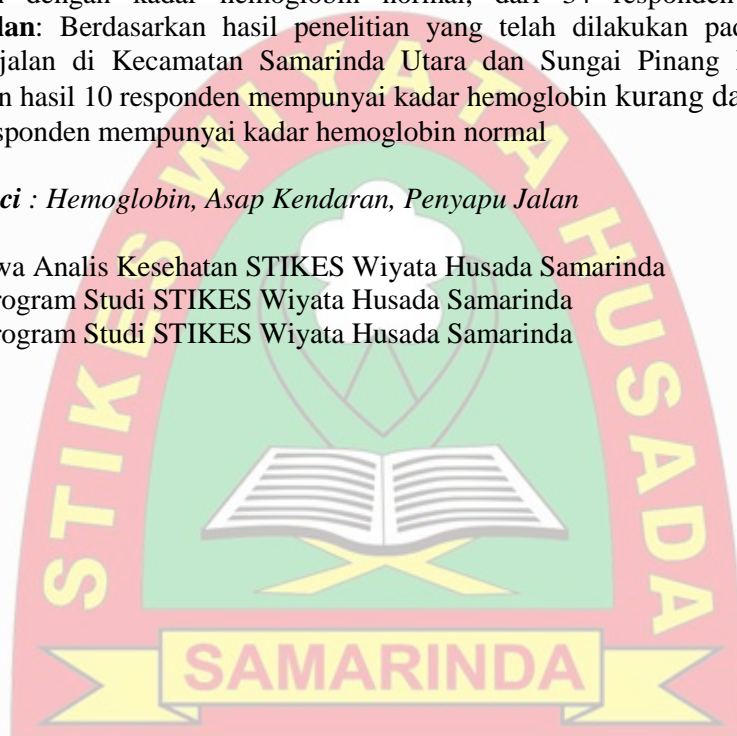 dengan kadar hemoglobin normal, dari responden
lan: Berdasarkan hasil penelitian yang telah dilakukan pad
jalan di Kecamatan Samarinda Utara dan Sungai Pinang
n hasil 10 responden mempunyai kadar hemoglobin kurang da
sponden mempunyai kadar hemoglobin normal
ci : Hemoglobin, Asap Kendaran, Penyapu Jalan
wa Analis Kesehatan STIKES Wiyata Husada Samarinda
rogram Studi STIKES Wiyata Husada Samarinda
rogram Studi STIKES Wiyata Husada Samarinda
STIKES WIYATA HUSADA
SAMARINDA